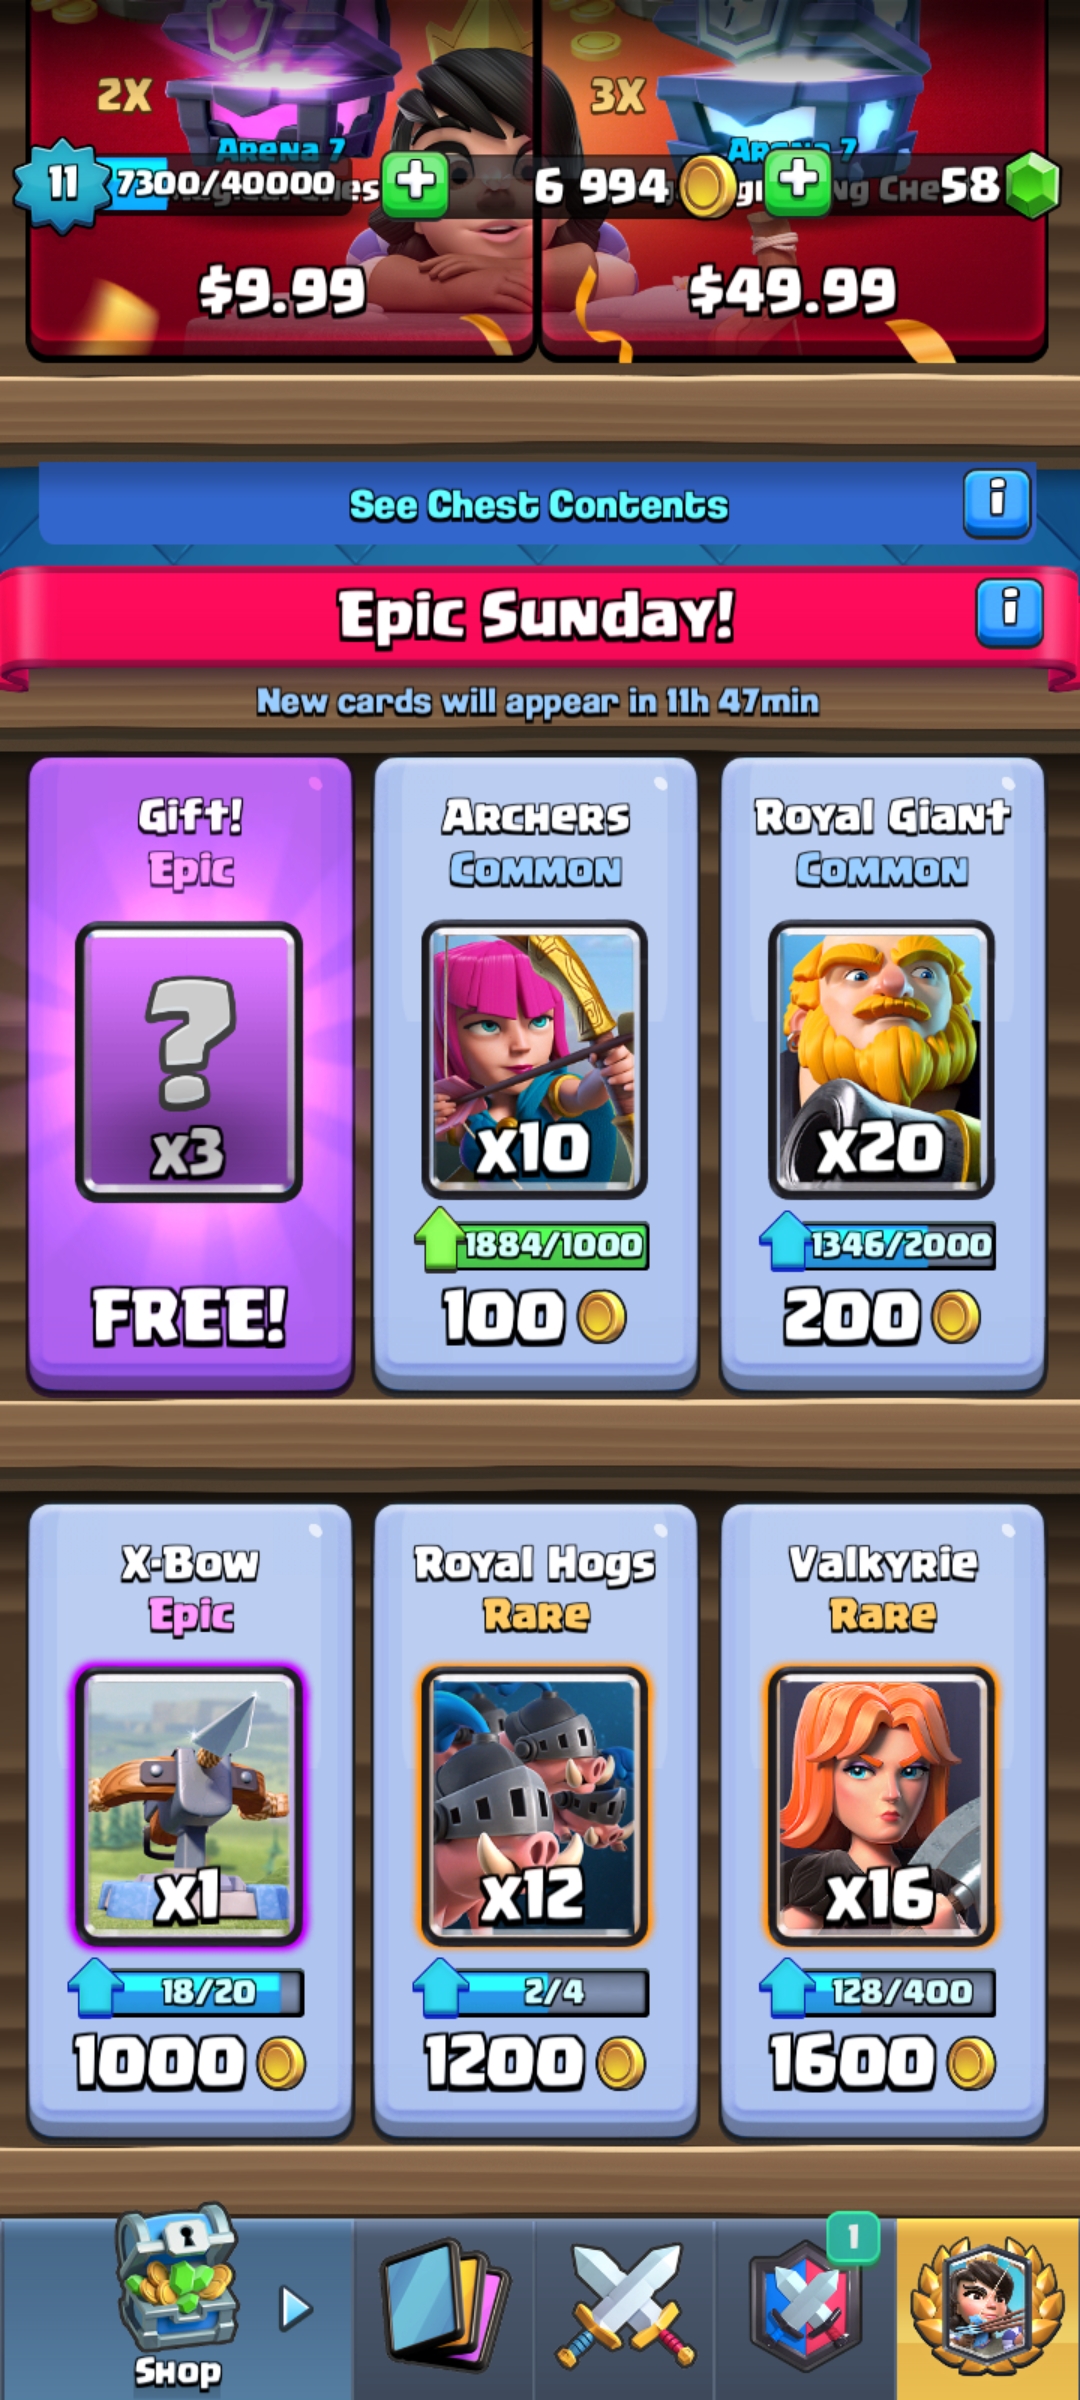 2X
3X
Arena 7
Arena 7
11
7300/40000
6 994
58
$9.99
$49.99
See Chest Contents
i
Epic Sunday!
i
New cards will appear in 11h 47min
Gift!
Epic
?
x3
FREE!
Archers
Common
x10
1884/1000
100
Royal Giant
Common
x20
1346/2000
200
X-Bow
Epic
x1
18/20
1000
Royal Hogs
Rare
x12
2/4
1200
Valkyrie
Rare
x16
128/400
1600
Shop
1